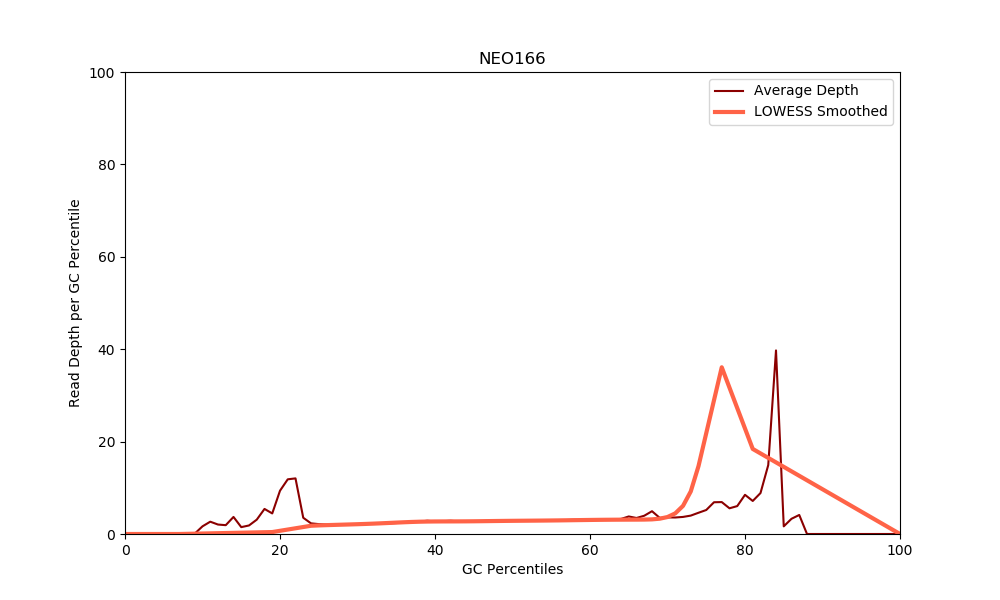 NEO166
Average Depth
LOWESS Smoothed
Read Depth per GC Percentile
100
80
60
40
20
0
0 20 40 60 80 100
GC Percentiles